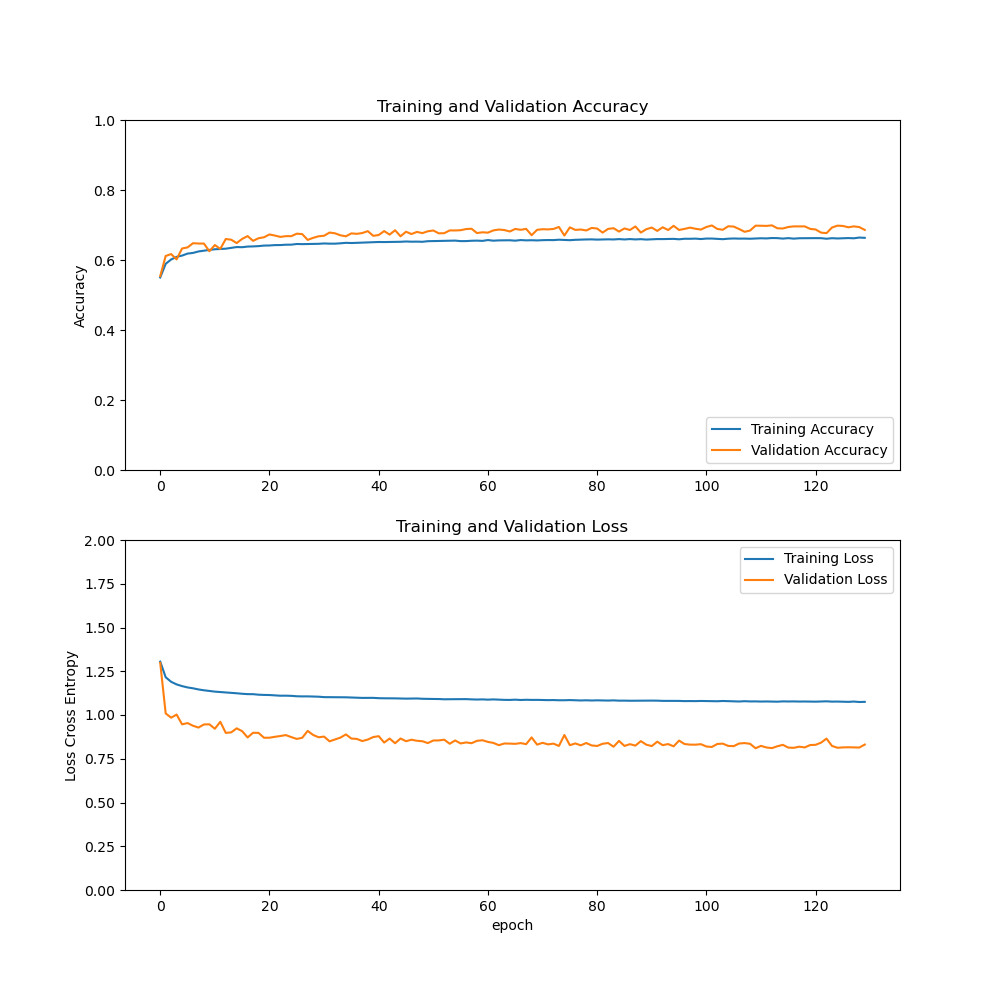 Training and Validation Accuracy
Accuracy
1.0
0.8
0.6
0.4
0.2
0.0
0 20 40 60 80 100 120
Training Accuracy
Validation Accuracy
Training and Validation Loss
Loss Cross Entropy
2.00
1.75
1.50
1.25
1.00
0.75
0.50
0.25
0.00
Training Loss
Validation Loss
0 20 40 60 80 100 120
epoch